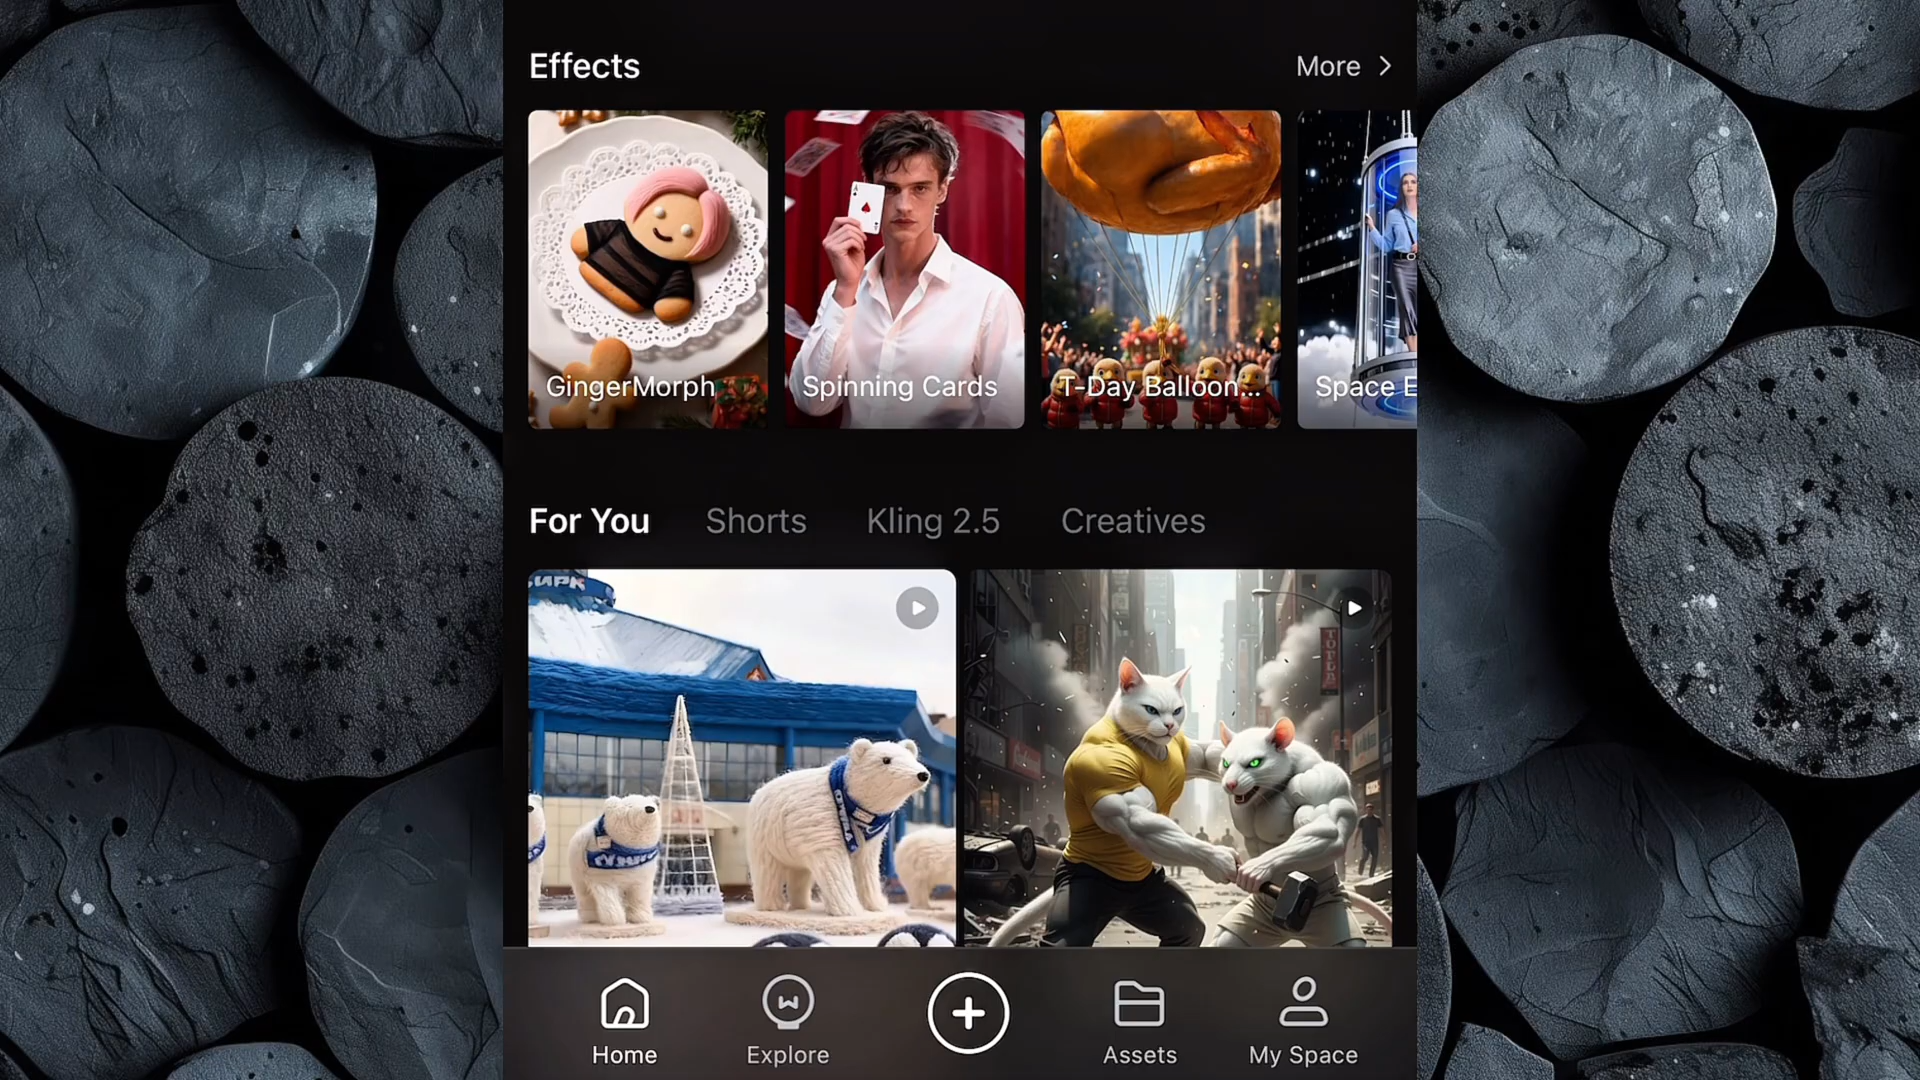 Effects
More
GingerMorph
Spinning Cards
T-Day Balloon...
Space E
For You
Shorts
Kling 2.5
Creatives
ЦИРК
Home
Explore
Assets
My Space